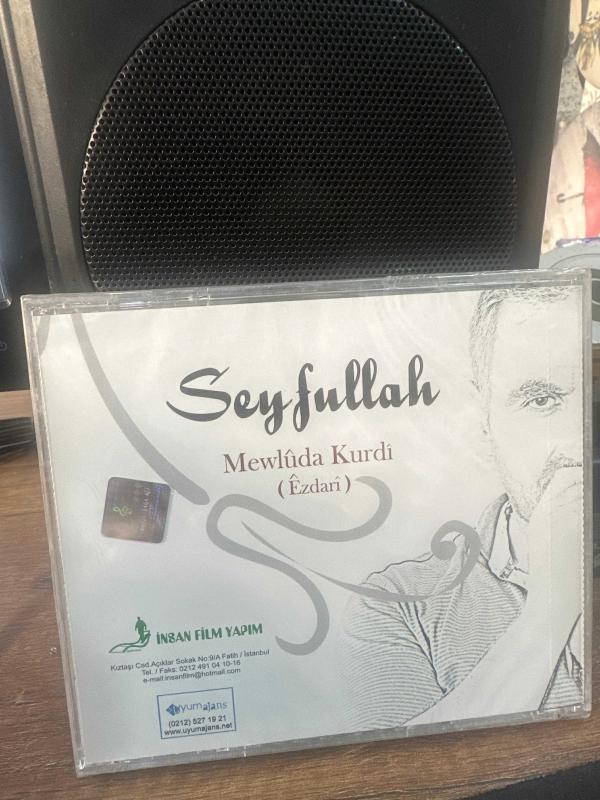 Seyfullah
Mewlûda Kurdî
(Êzdarî)
İNSAN FİLM YAPIM
Kıztaşı Cad.Açıklar Sokak No:9/A Fatih / İstanbul
Tel. / Faks: 0212 491 04 10-16
e-mail:insanfilm@hotmail.com
uyumajans
(0212) 527 19 21
www.uyumajans.net